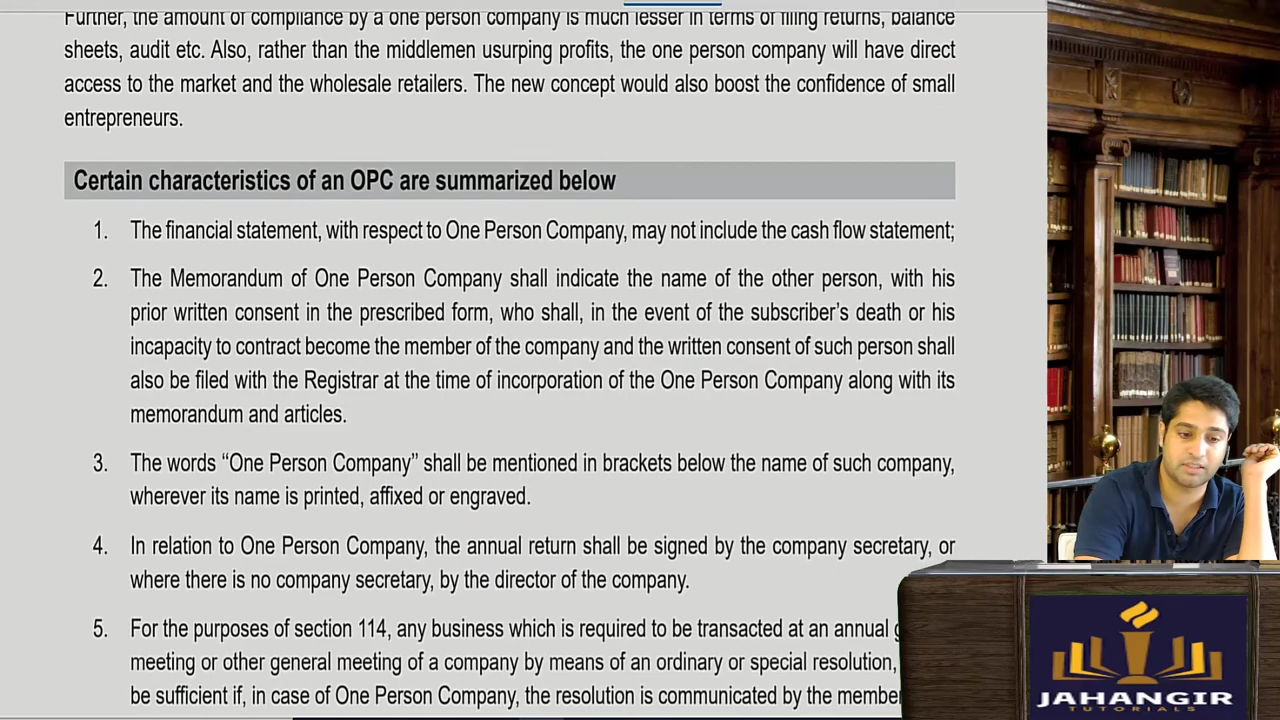 Further, the amount of compliance by a one person company is much lesser in terms of filing returns, balance
sheets, audit etc. Also, rather than the middlemen usurping profits, the one person company will have direct
access to the market and the wholesale retailers. The new concept would also boost the confidence of small
entrepreneurs.
Certain characteristics of an OPC are summarized below
1. The financial statement, with respect to One Person Company, may not include the cash flow statement;
2. The Memorandum of One Person Company shall indicate the name of the other person, with his
prior written consent in the prescribed form, who shall, in the event of the subscriber's death or his
incapacity to contract become the member of the company and the written consent of such person shall
also be filed with the Registrar at the time of incorporation of the One Person Company along with its
memorandum and articles.
3. The words “One Person Company” shall be mentioned in brackets below the name of such company,
wherever its name is printed, affixed or engraved.
4. In relation to One Person Company, the annual return shall be signed by the company secretary, or
where there is no company secretary, by the director of the company.
5. For the purposes of section 114, any business which is required to be transacted at an annual
meeting or other general meeting of a company by means of an ordinary or special resolution,
be sufficient if, in case of One Person Company, the resolution is communicated by the member
JAHANGIR
TUTORIALS